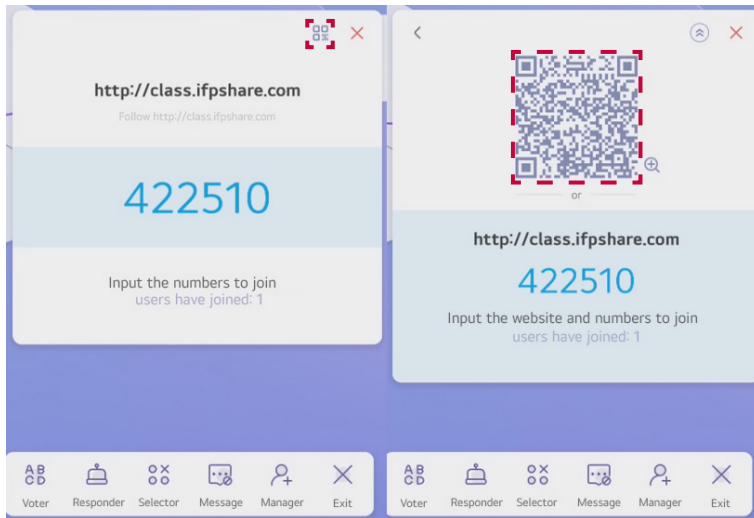 http://class.ifpshare.com
Follow http://class.ifpshare.com
422510
Input the numbers to join
users have joined: 1
or
http://class.ifpshare.com
422510
Input the website and numbers to join
users have joined: 1
A B
C D
Voter Responder Selector Message Manager Exit
A B
C D
Voter Responder Selector Message Manager Exit